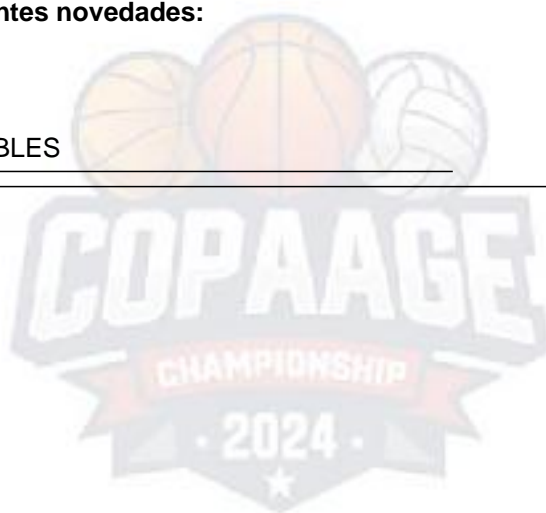 ntes novedades:
BLES
COPAAGE
CHAMPIONSHIP
· 2024 ·